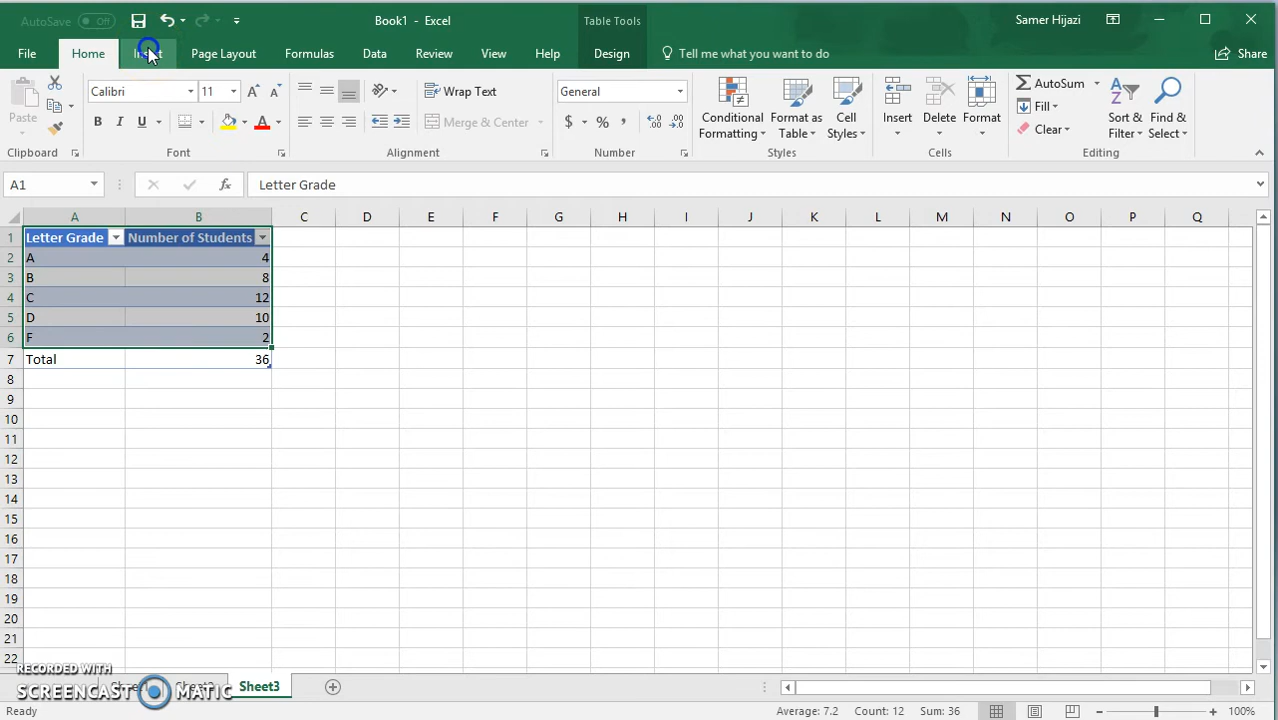 AutoSave Off Book1 - Excel Table Tools Samer Hijazi
File Home Insert Page Layout Formulas Data Review View Help Design Tell me what you want to do Share
Calibri 11 Wrap Text General AutoSum
Paste B I U Merge & Center $ % , Conditional Formatting Format as Table Cell Styles Insert Delete Format Fill Clear Sort & Filter Find & Select
Clipboard Font Alignment Number Styles Cells Editing
A1 fx Letter Grade
A B C D E F G H I J K L M N O P Q
1 Letter Grade Number of Students
2 A 4
3 B 8
4 C 12
5 D 10
6 F 2
7 Total 36
8
9
10
11
12
13
14
15
16
17
18
19
20
21
22
RECORDED WITH
SCREENCAST MATIC
Sheet3
Ready Average: 7.2 Count: 12 Sum: 36 100%